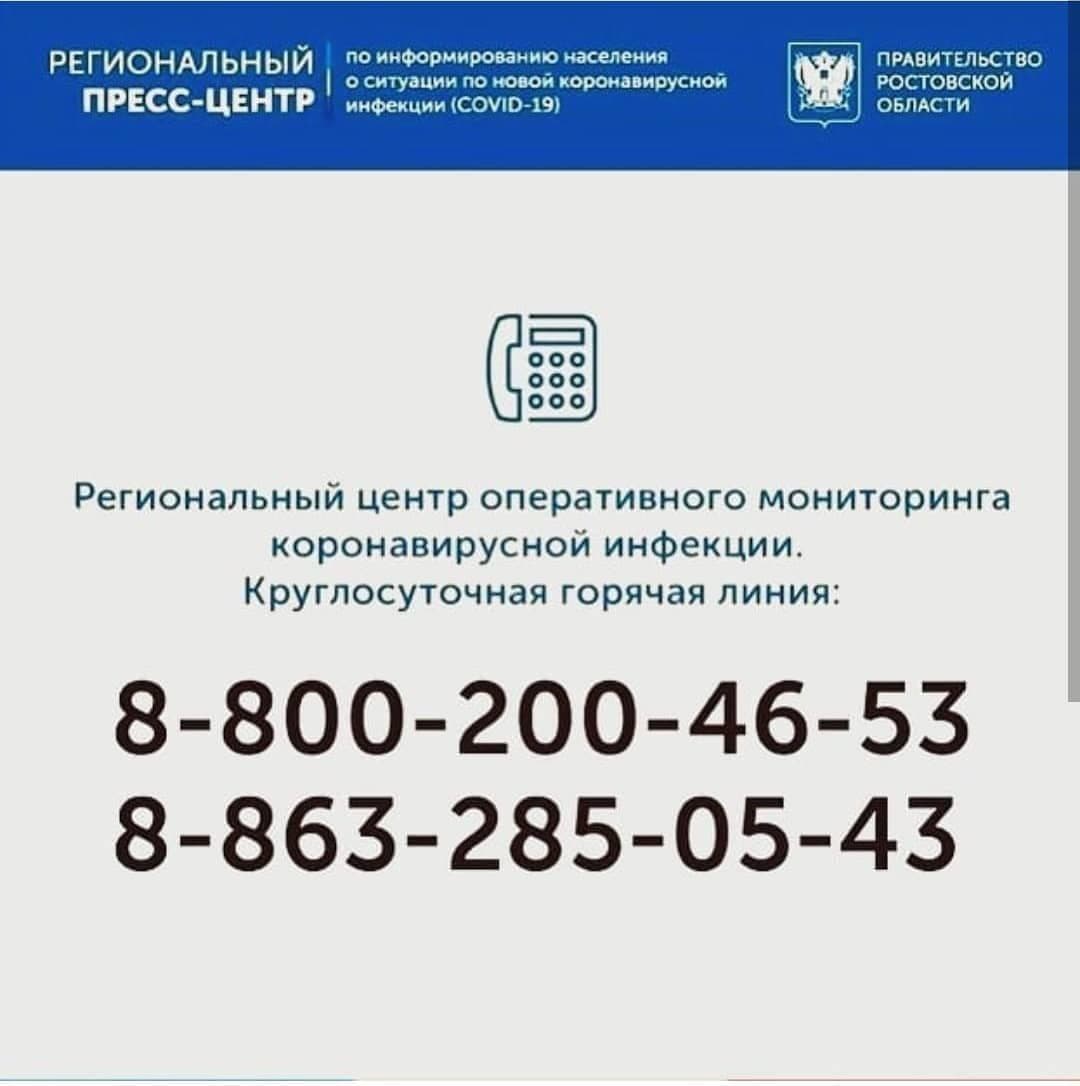 РЕГИОНАЛЬНЫЙ
ПРЕСС-ЦЕНТР
по информированию населения
о ситуации по новой коронавирусной
инфекции (COVID-19)
ПРАВИТЕЛЬСТВО
РОСТОВСКОЙ
ОБЛАСТИ
Региональный центр оперативного мониторинга
коронавирусной инфекции.
Круглосуточная горячая линия:
8-800-200-46-53
8-863-285-05-43